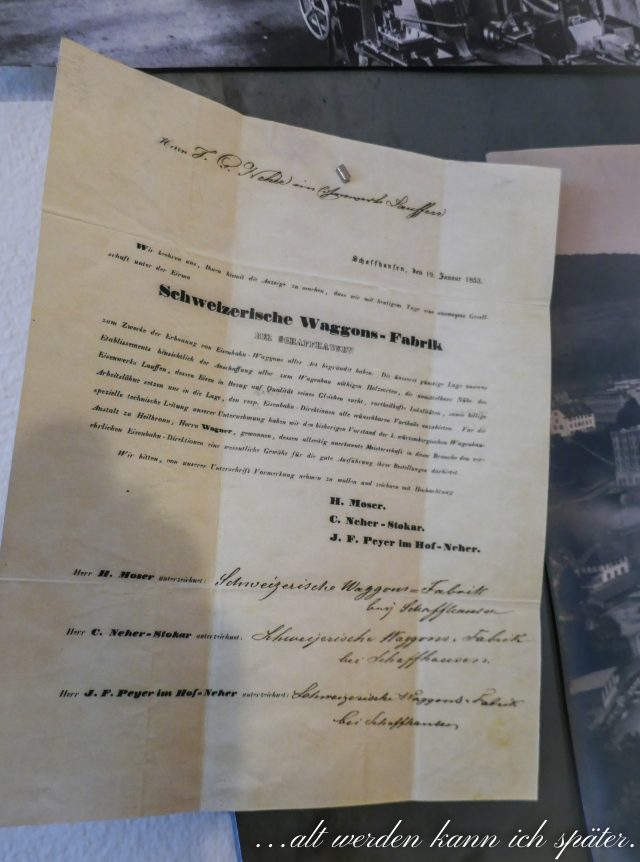 Herrn J. G. Neher ein Lauffen
Schaffhausen, den 19. Januar 1853.
Wir beehren uns, Ihnen hiemit die Anzeige zu machen, dass wir mit heutigem Tage eine anonyme Gesell-
schaft unter der Firma
Schweizerische Waggons-Fabrik
BEI SCHAFFHAUSEN
zum Zwecke der Erbauung von Eisenbahn-Waggons aller Art begründet haben. Die äusserst günstige Lage unseres
Etablissements hinsichtlich der Anschaffung aller zum Wagenbau nöthigen Holzsorten, die unmittelbare Nähe des
Eisenwerks Lauffen, dessen Eisen in Bezug auf Qualität seines Gleichen sucht, vortheilhafte Lokalitäten, sowie billige
Arbeitslöhne setzen uns in die Lage, den resp. Eisenbahn-Direktionen alle wünschbaren Vortheile anzubieten. Für die
spezielle technische Leitung unserer Unternehmung haben wir den bisherigen Vorstand der k. württembergischen Wagenbau-
Anstalt zu Heilbronn, Herrn Wagner, gewonnen, dessen allseitig anerkannte Meisterschaft in dieser Branche den ver-
ehrlichen Eisenbahn-Direktionen eine wesentliche Gewähr für die gute Ausführung ihrer Bestellungen darbietet.
Wir bitten, von unserer Unterschrift Vormerkung nehmen zu wollen und zeichnen mit Hochachtung
H. Moser.
C. Neher-Stokar.
J. F. Peyer im Hof-Neher.
Herr H. Moser unterzeichnet: Schweizerische Waggons-Fabrik
bey Schaffhausen
Herr C. Neher-Stokar unterzeichnet: Schweizerische Waggons-Fabrik
bei Schaffhausen.
Herr J. F. Peyer im Hof-Neher unterzeichnet: Schweizerische Waggons-Fabrik
bei Schaffhausen
...alt werden kann ich später.